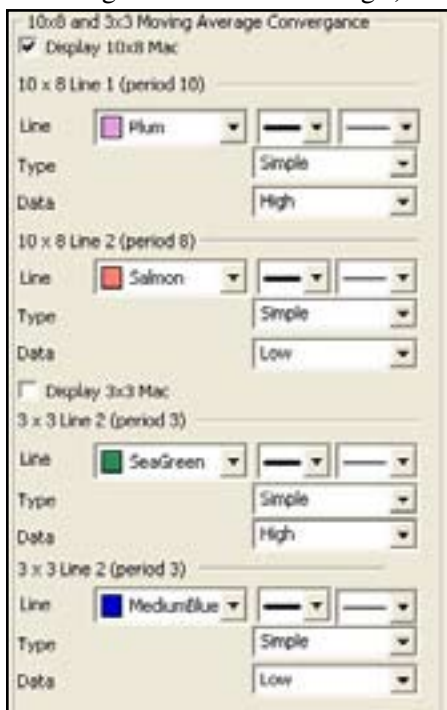 10x8 and 3x3 Moving Average Convergance
Display 10x8 Mac
10 x 8 Line 1 (period 10)
Line Plum
Type Simple
Data High
10 x 8 Line 2 (period 8)
Line Salmon
Type Simple
Data Low
Display 3x3 Mac
3 x 3 Line 2 (period 3)
Line SeaGreen
Type Simple
Data High
3 x 3 Line 2 (period 3)
Line MediumBlue
Type Simple
Data Low